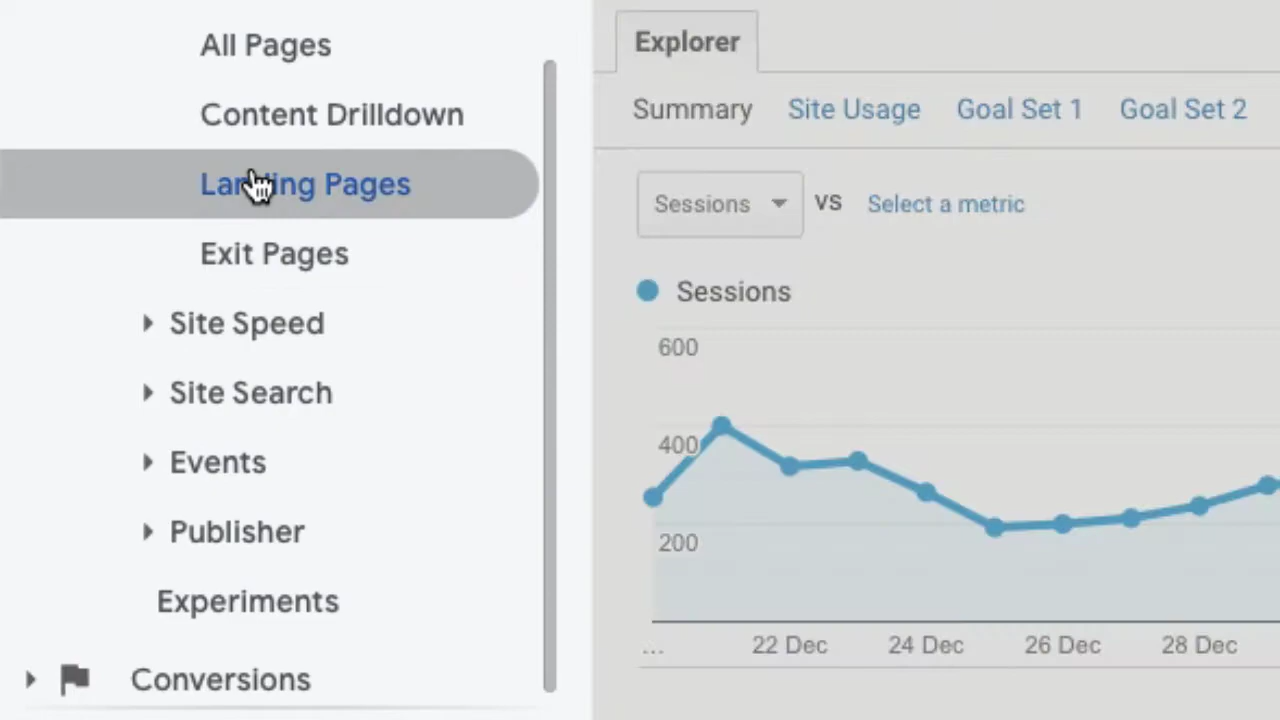 All Pages
Content Drilldown
Landing Pages
Exit Pages
Site Speed
Site Search
Events
Publisher
Experiments
Conversions
Explorer
Summary Site Usage Goal Set 1 Goal Set 2
Sessions VS Select a metric
Sessions
600
400
200
... 22 Dec 24 Dec 26 Dec 28 Dec